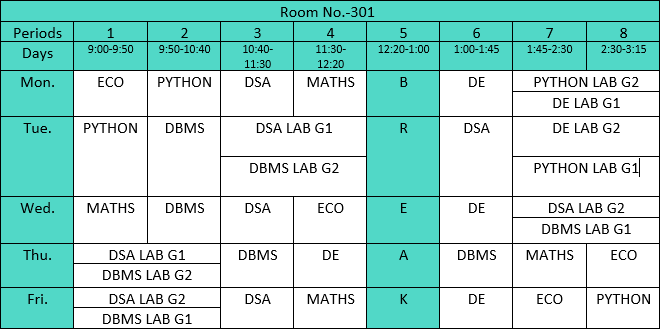 Room No.-301
Periods 1 2 3 4 5 6 7 8
Days 9:00-9:50 9:50-10:40 10:40-11:30 11:30-12:20 12:20-1:00 1:00-1:45 1:45-2:30 2:30-3:15
Mon. ECO PYTHON DSA MATHS B DE PYTHON LAB G2
DE LAB G1
Tue. PYTHON DBMS DSA LAB G1 R DSA DE LAB G2
DBMS LAB G2 PYTHON LAB G1
Wed. MATHS DBMS DSA ECO E DE DSA LAB G2
DBMS LAB G1
Thu. DSA LAB G1 DBMS DE A DBMS MATHS ECO
DBMS LAB G2
Fri. DSA LAB G2 DSA MATHS K DE ECO PYTHON
DBMS LAB G1